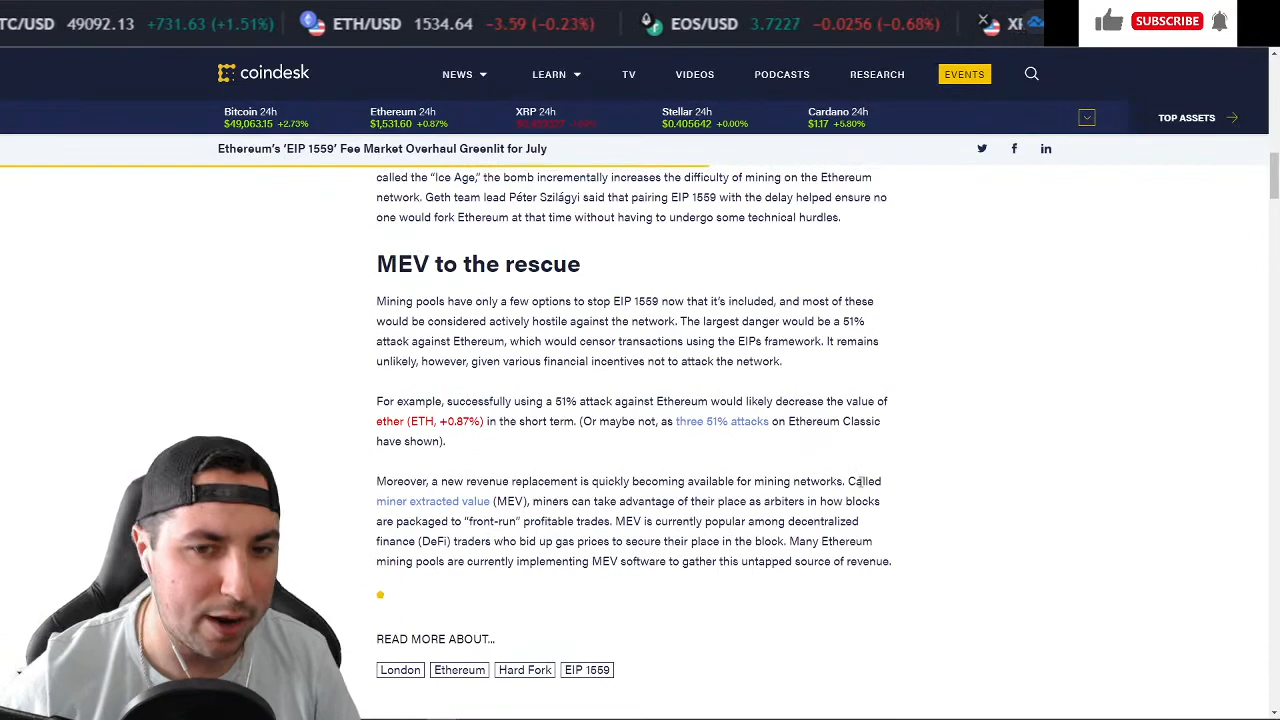 TC/USD 49092.13 +731.63 (+1.51%) ETH/USD 1534.64 -3.59 (-0.23%) EOS/USD 3.7227 -0.0256 (-0.68%)
SUBSCRIBE
coindesk NEWS LEARN TV VIDEOS PODCASTS RESEARCH EVENTS
Bitcoin 24h Ethereum 24h XRP 24h Stellar 24h Cardano 24h
$49,063.15 +2.73% $1,531.60 +0.87% $0.405642 +0.00% $1.17 +5.80%
TOP ASSETS
Ethereum's 'EIP 1559' Fee Market Overhaul Greenlit for July
called the "Ice Age," the bomb incrementally increases the difficulty of mining on the Ethereum
network. Geth team lead Péter Szilágyi said that pairing EIP 1559 with the delay helped ensure no
one would fork Ethereum at that time without having to undergo some technical hurdles.
MEV to the rescue
Mining pools have only a few options to stop EIP 1559 now that it's included, and most of these
would be considered actively hostile against the network. The largest danger would be a 51%
attack against Ethereum, which would censor transactions using the EIPs framework. It remains
unlikely, however, given various financial incentives not to attack the network.
For example, successfully using a 51% attack against Ethereum would likely decrease the value of
ether (ETH, +0.87%) in the short term. (Or maybe not, as three 51% attacks on Ethereum Classic
have shown).
Moreover, a new revenue replacement is quickly becoming available for mining networks. Called
miner extracted value (MEV), miners can take advantage of their place as arbiters in how blocks
are packaged to "front-run" profitable trades. MEV is currently popular among decentralized
finance (DeFi) traders who bid up gas prices to secure their place in the block. Many Ethereum
mining pools are currently implementing MEV software to gather this untapped source of revenue.
READ MORE ABOUT...
London Ethereum Hard Fork EIP 1559